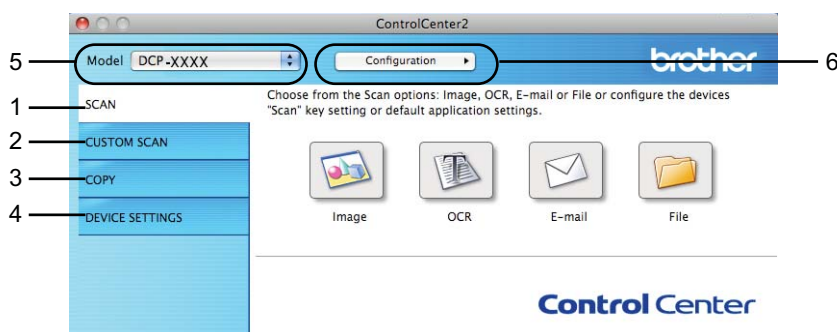 ControlCenter2
5
Model DCP-XXXX
Configuration
brother
6
1
SCAN
Choose from the Scan options: Image, OCR, E-mail or File or configure the devices
"Scan" key setting or default application settings.
2
CUSTOM SCAN
3
COPY
4
DEVICE SETTINGS
Image
OCR
E-mail
File
Control Center